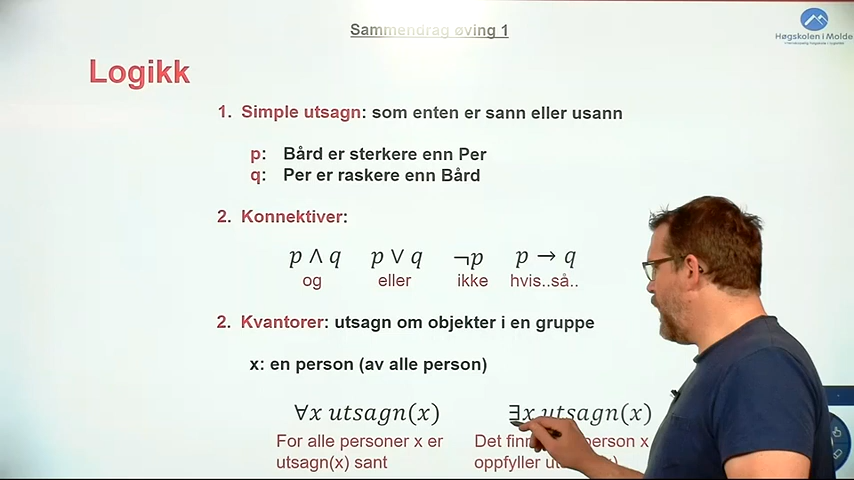 Sammendrag øving 1
Høgskolen i Molde
Logikk
1. Simple utsagn: som enten er sann eller usann
p: Bård er sterkere enn Per
q: Per er raskere enn Bård
2. Konnektiver:
p ∧ q p ∨ q ¬p p → q
og eller ikke hvis..så..
2. Kvantorer: utsagn om objekter i en gruppe
x: en person (av alle person)
∀x utsagn(x) ∃x utsagn(x)
For alle personer x er Det person x
utsagn(x) sant oppfyller